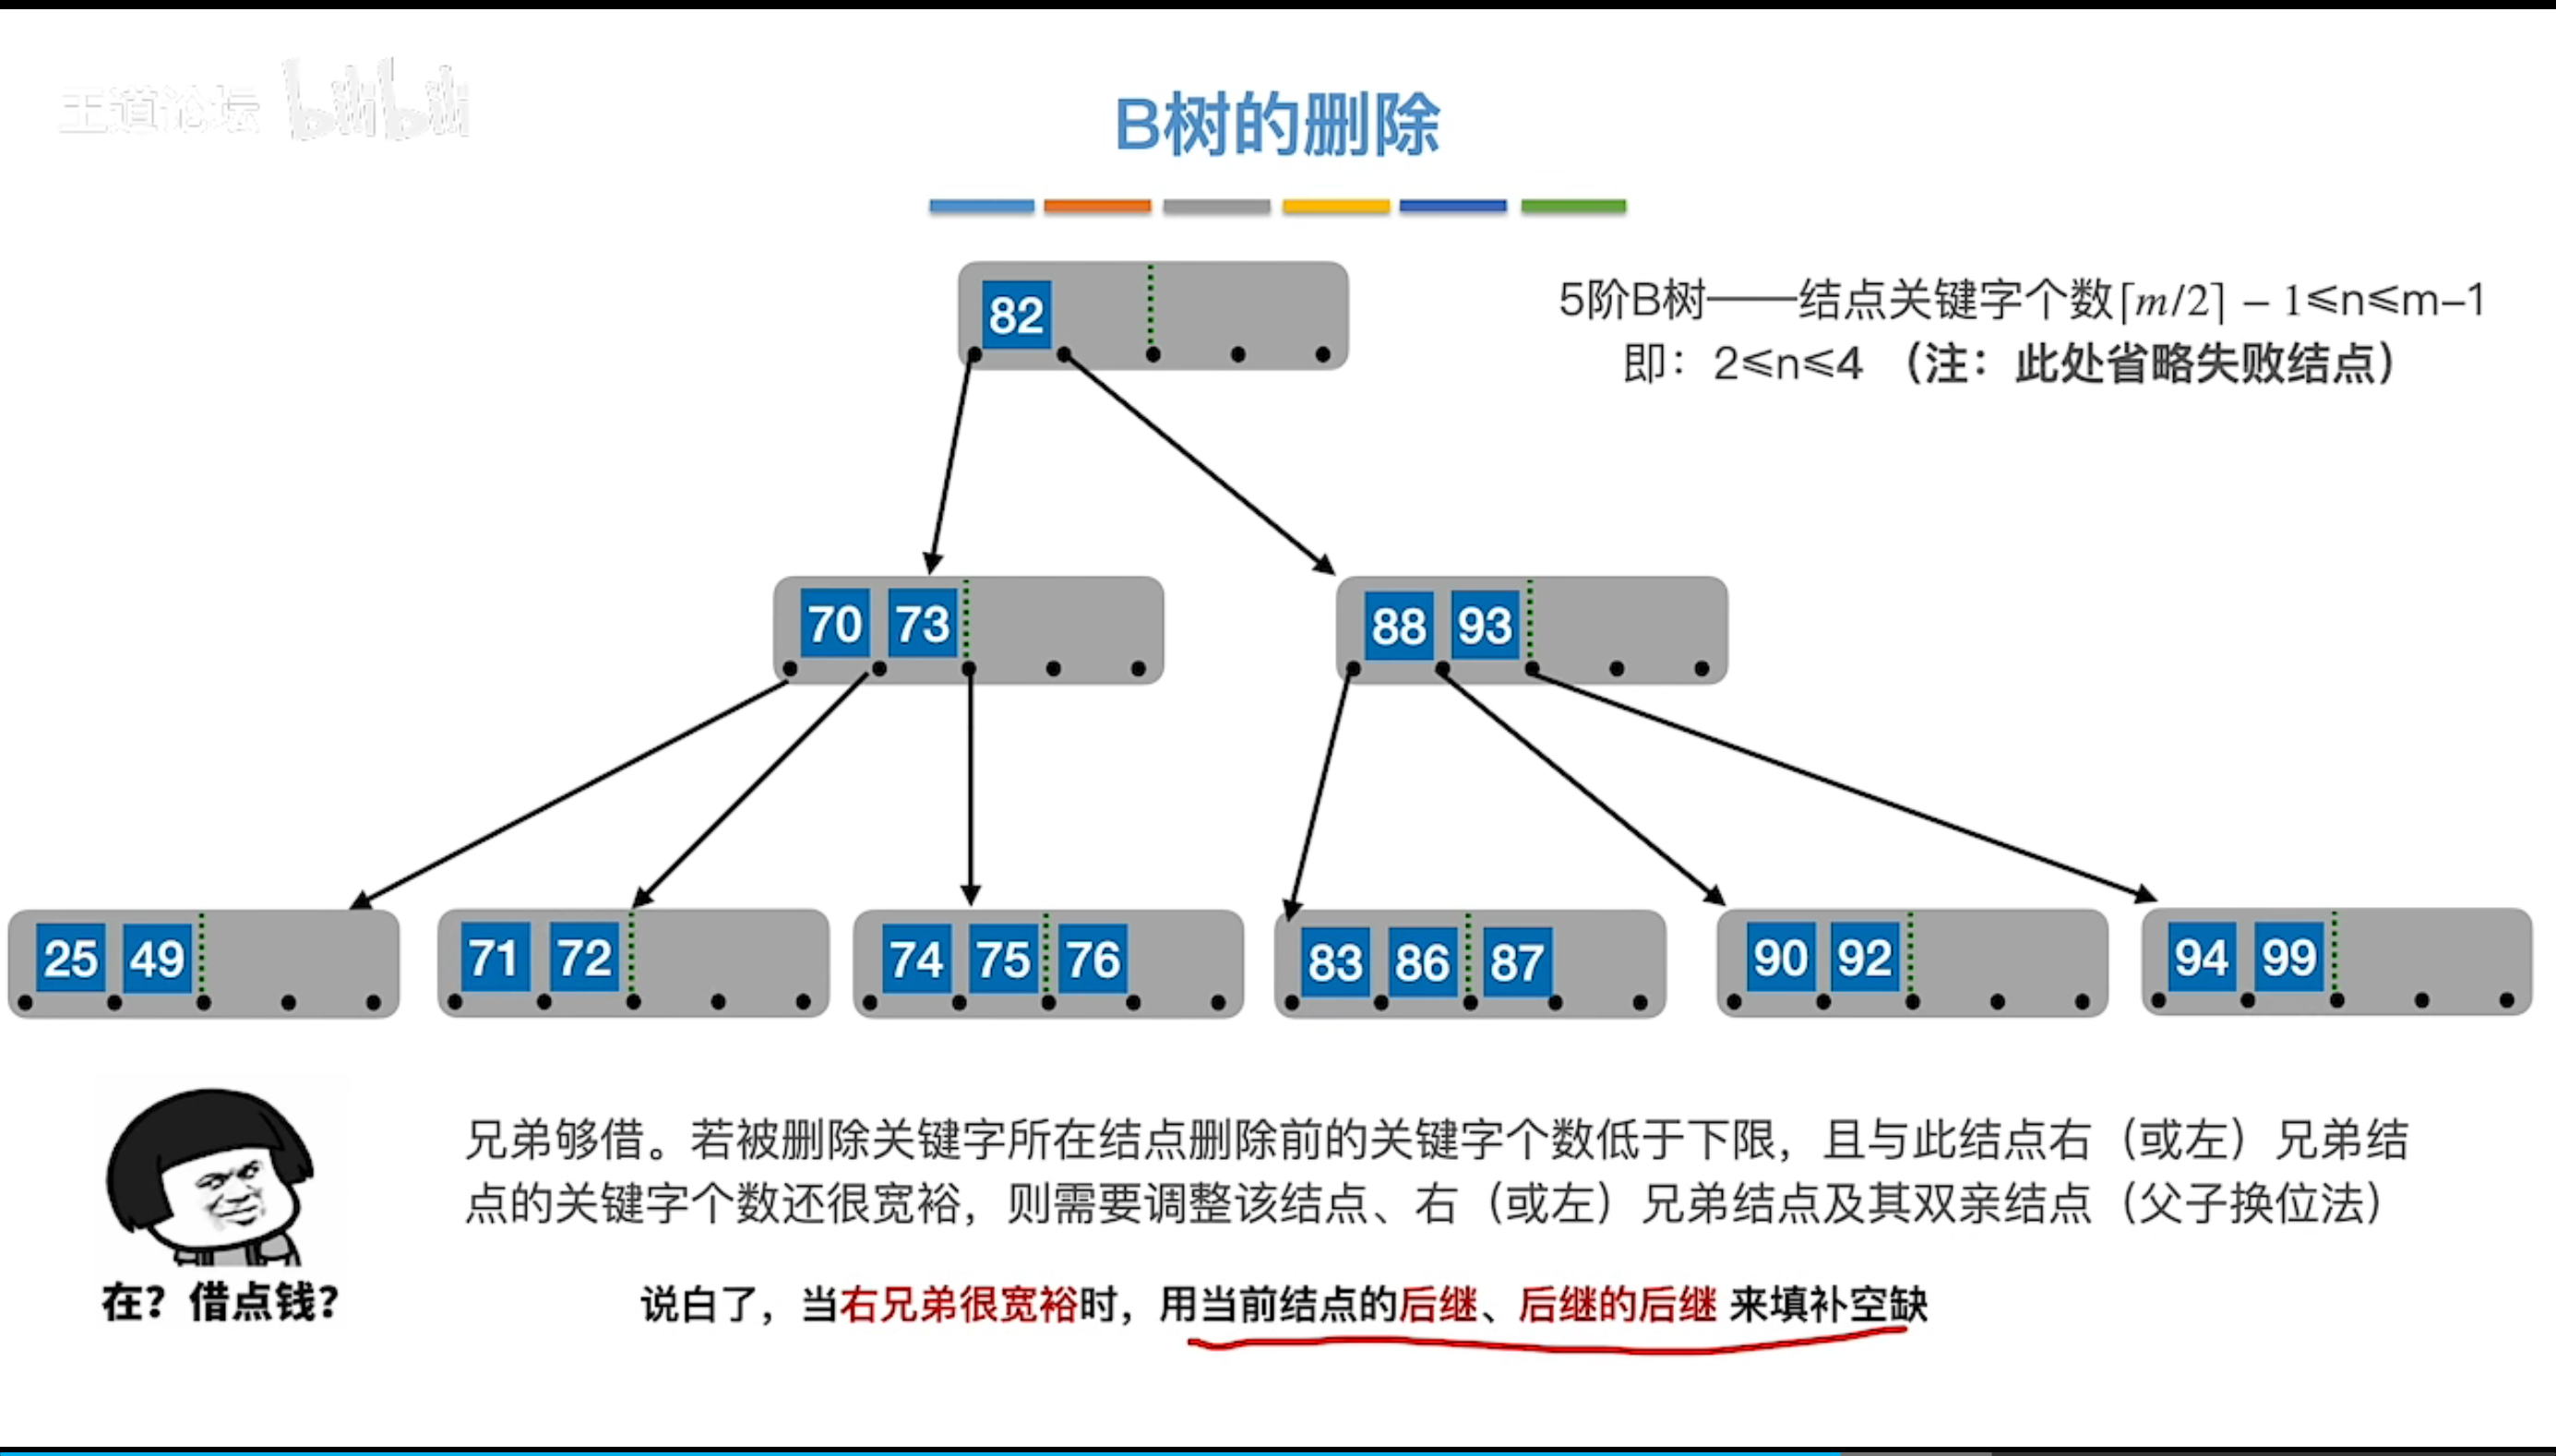 王道论坛 bilibili
B树的删除
82
5阶B树——结点关键字个数⌈m/2⌉ – 1≤n≤m–1
即：2≤n≤4 （注：此处省略失败结点）
70 73
88 93
25 49
71 72
74 75 76
83 86 87
90 92
94 99
兄弟够借。若被删除关键字所在结点删除前的关键字个数低于下限，且与此结点右（或左）兄弟结
点的关键字个数还很宽裕，则需要调整该结点、右（或左）兄弟结点及其双亲结点（父子换位法）
在？借点钱？
说白了，当右兄弟很宽裕时，用当前结点的后继、后继的后继 来填补空缺